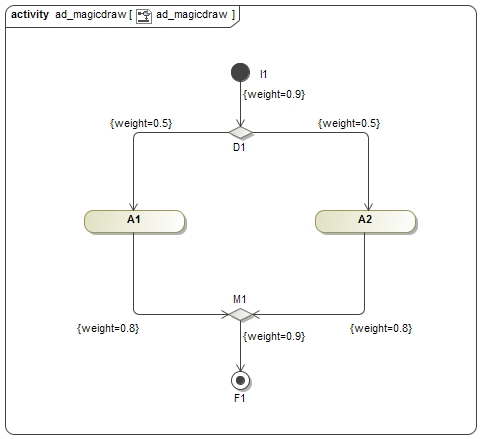 activity ad_magicdraw [ ad_magicdraw ]
I1
{weight=0.9}
{weight=0.5}
{weight=0.5}
D1
A1
A2
M1
{weight=0.8}
{weight=0.9}
{weight=0.8}
F1